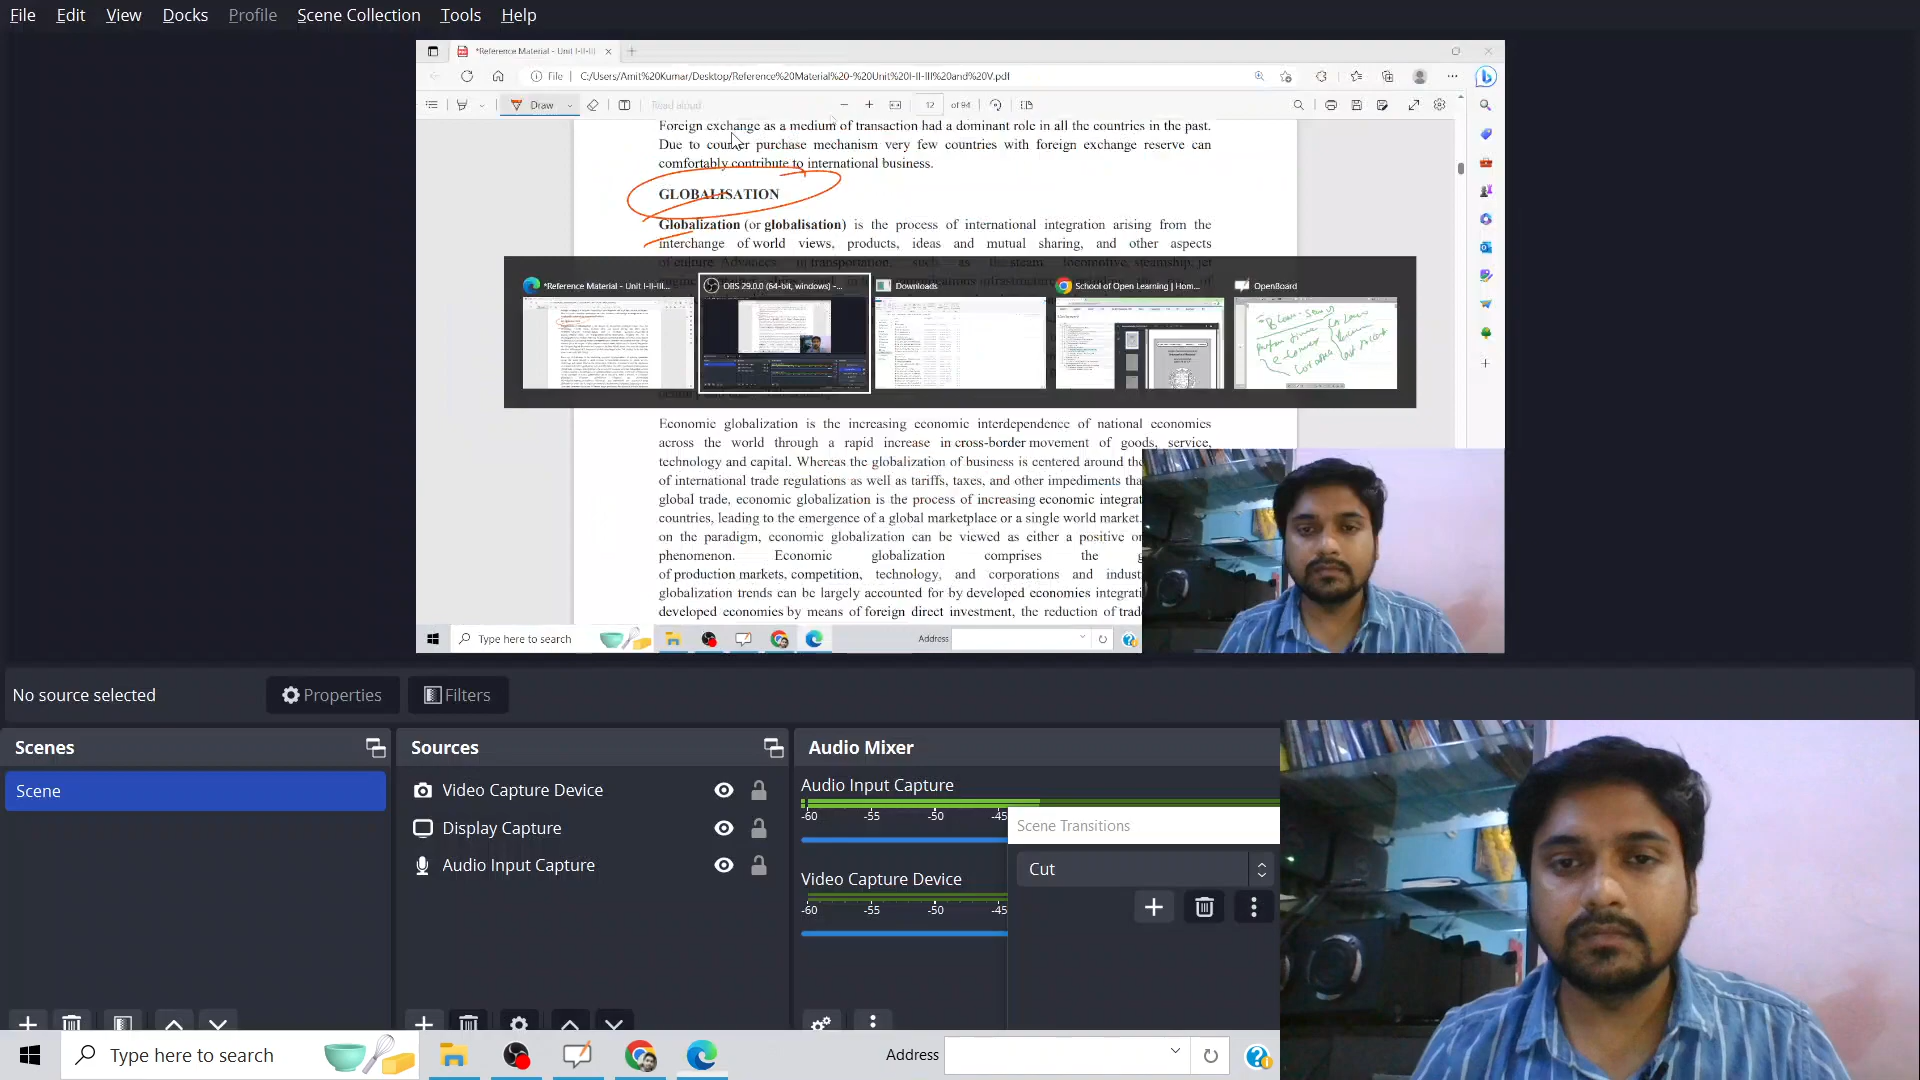 File Edit View Docks Profile Scene Collection Tools Help
*Reference Material - Unit I-II-III
File C:/Users/Amit%20Kumar/Desktop/Reference%20Material%20-%20Unit%20I-II-III%20and%20V.pdf
Draw Read aloud 12 of 94
Foreign exchange as a medium of transaction had a dominant role in all the countries in the past.
Due to counter purchase mechanism very few countries with foreign exchange reserve can
comfortably contribute to international business.
GLOBALISATION
Globalization (or globalisation) is the process of international integration arising from the
interchange of world views, products, ideas and mutual sharing, and other aspects
of culture. Advances in transportation, such as the steam locomotive, steamship, jet
*Reference Material - Unit I-II-III... OBS 29.0.0 (64-bit, windows) -... Downloads School of Open Learning | Hom... OpenBoard
Economic globalization is the increasing economic interdependence of national economies
across the world through a rapid increase in cross-border movement of goods, service,
technology and capital. Whereas the globalization of business is centered around the
of international trade regulations as well as tariffs, taxes, and other impediments tha
global trade, economic globalization is the process of increasing economic integrat
countries, leading to the emergence of a global marketplace or a single world market.
on the paradigm, economic globalization can be viewed as either a positive or
phenomenon. Economic globalization comprises the g
of production markets, competition, technology, and corporations and indust
globalization trends can be largely accounted for by developed economies integrati
developed economies by means of foreign direct investment, the reduction of trade
Type here to search Address
No source selected Properties Filters
Scenes Sources Audio Mixer
Scene
Video Capture Device
Display Capture
Audio Input Capture
Audio Input Capture
-60 -55 -50 -45
Video Capture Device
-60 -55 -50 -45
Scene Transitions
Cut
Type here to search Address